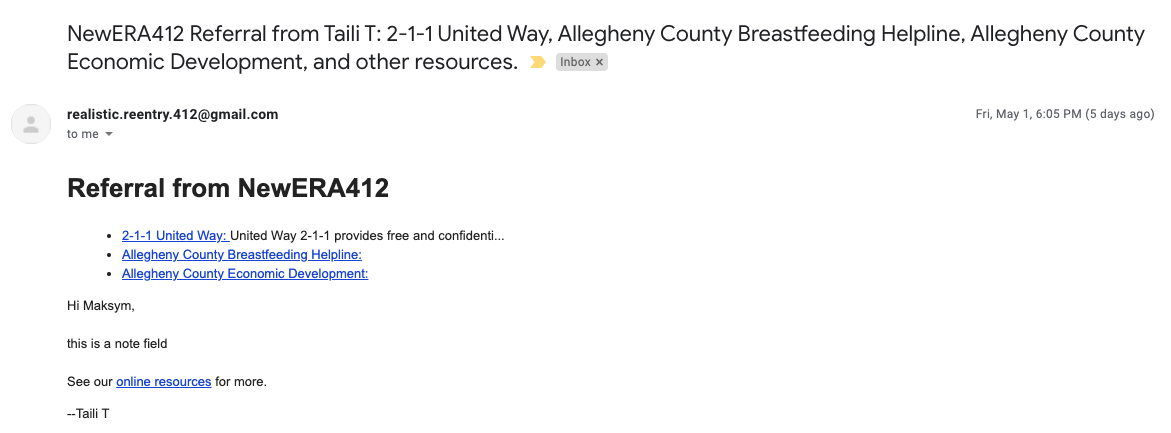 NewERA412 Referral from Taili T: 2-1-1 United Way, Allegheny County Breastfeeding Helpline, Allegheny County
Economic Development, and other resources. Inbox ×
realistic.reentry.412@gmail.com Fri, May 1, 6:05 PM (5 days ago)
to me
Referral from NewERA412
• 2-1-1 United Way: United Way 2-1-1 provides free and confidenti...
• Allegheny County Breastfeeding Helpline:
• Allegheny County Economic Development:
Hi Maksym,
this is a note field
See our online resources for more.
--Taili T